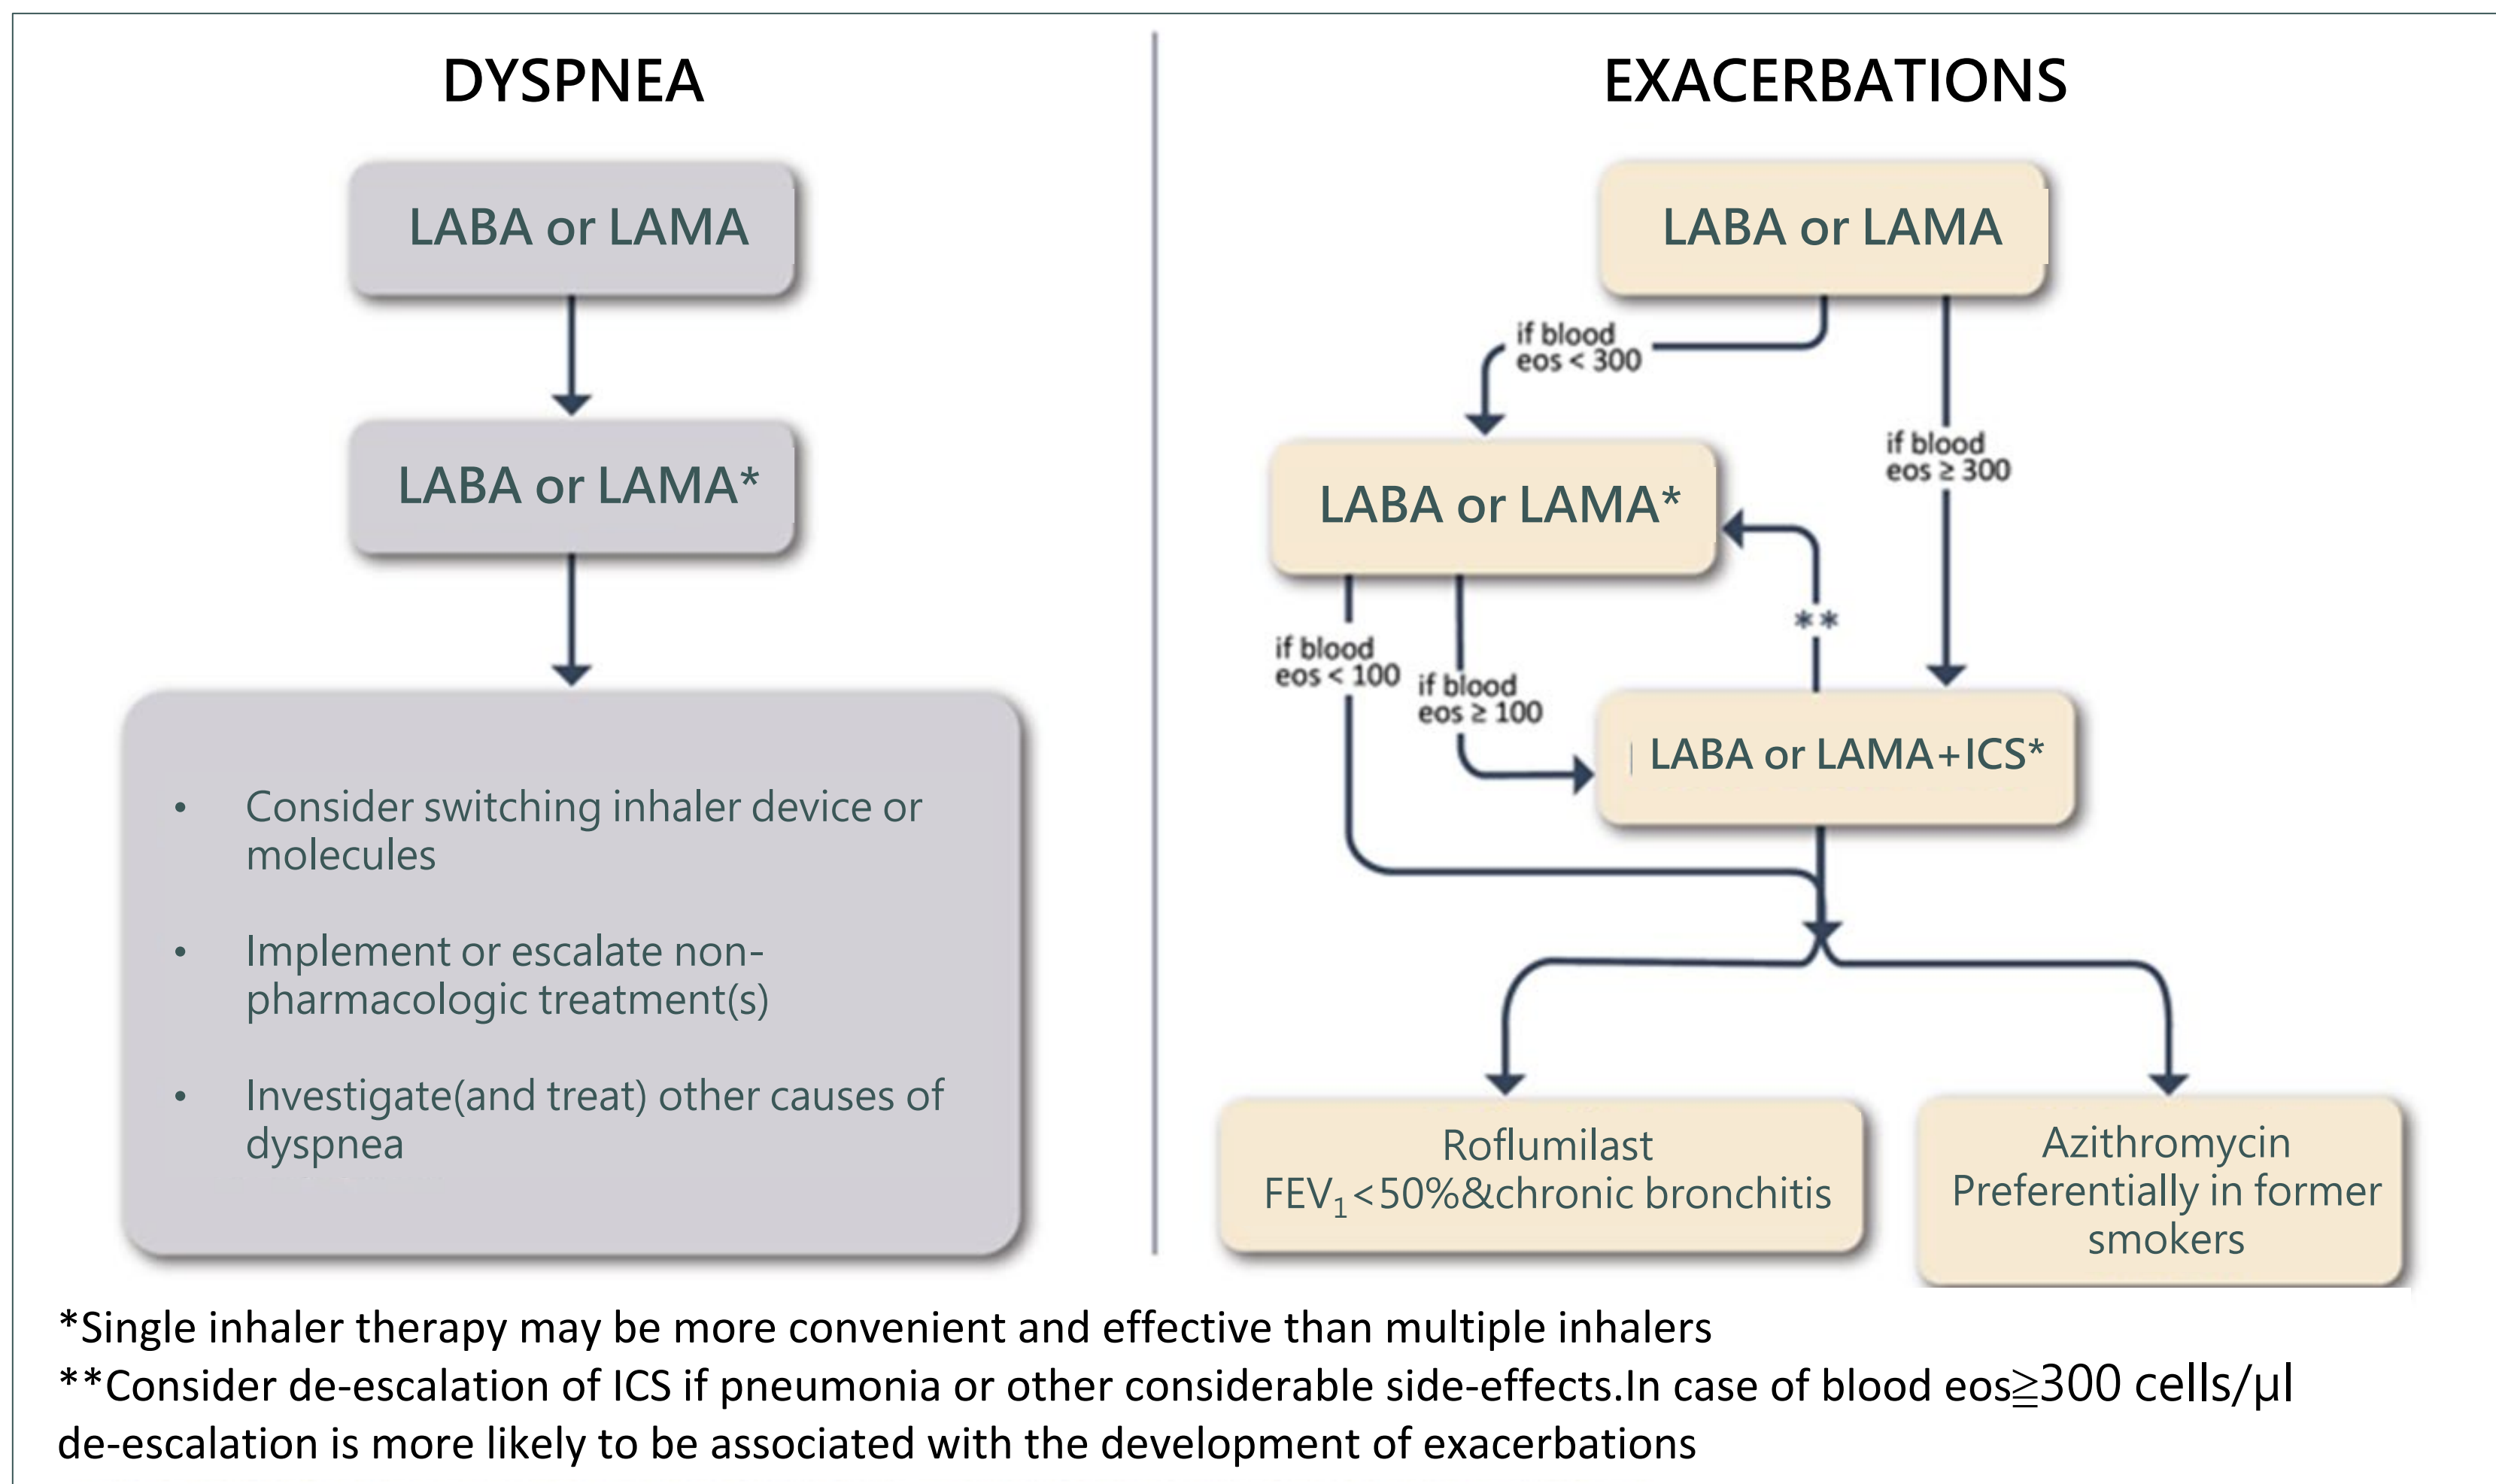 DYSPNEA
LABA or LAMA
LABA or LAMA*
• Consider switching inhaler device or
molecules
• Implement or escalate non-
pharmacologic treatment(s)
• Investigate(and treat) other causes of
dyspnea
EXACERBATIONS
LABA or LAMA
if blood
eos < 300
if blood
eos ≥ 300
LABA or LAMA*
**
if blood
eos < 100
if blood
eos ≥ 100
LABA or LAMA+ICS*
Roflumilast
FEV₁<50%&chronic bronchitis
Azithromycin
Preferentially in former
smokers
*Single inhaler therapy may be more convenient and effective than multiple inhalers
**Consider de-escalation of ICS if pneumonia or other considerable side-effects.In case of blood eos≧300 cells/µl
de-escalation is more likely to be associated with the development of exacerbations